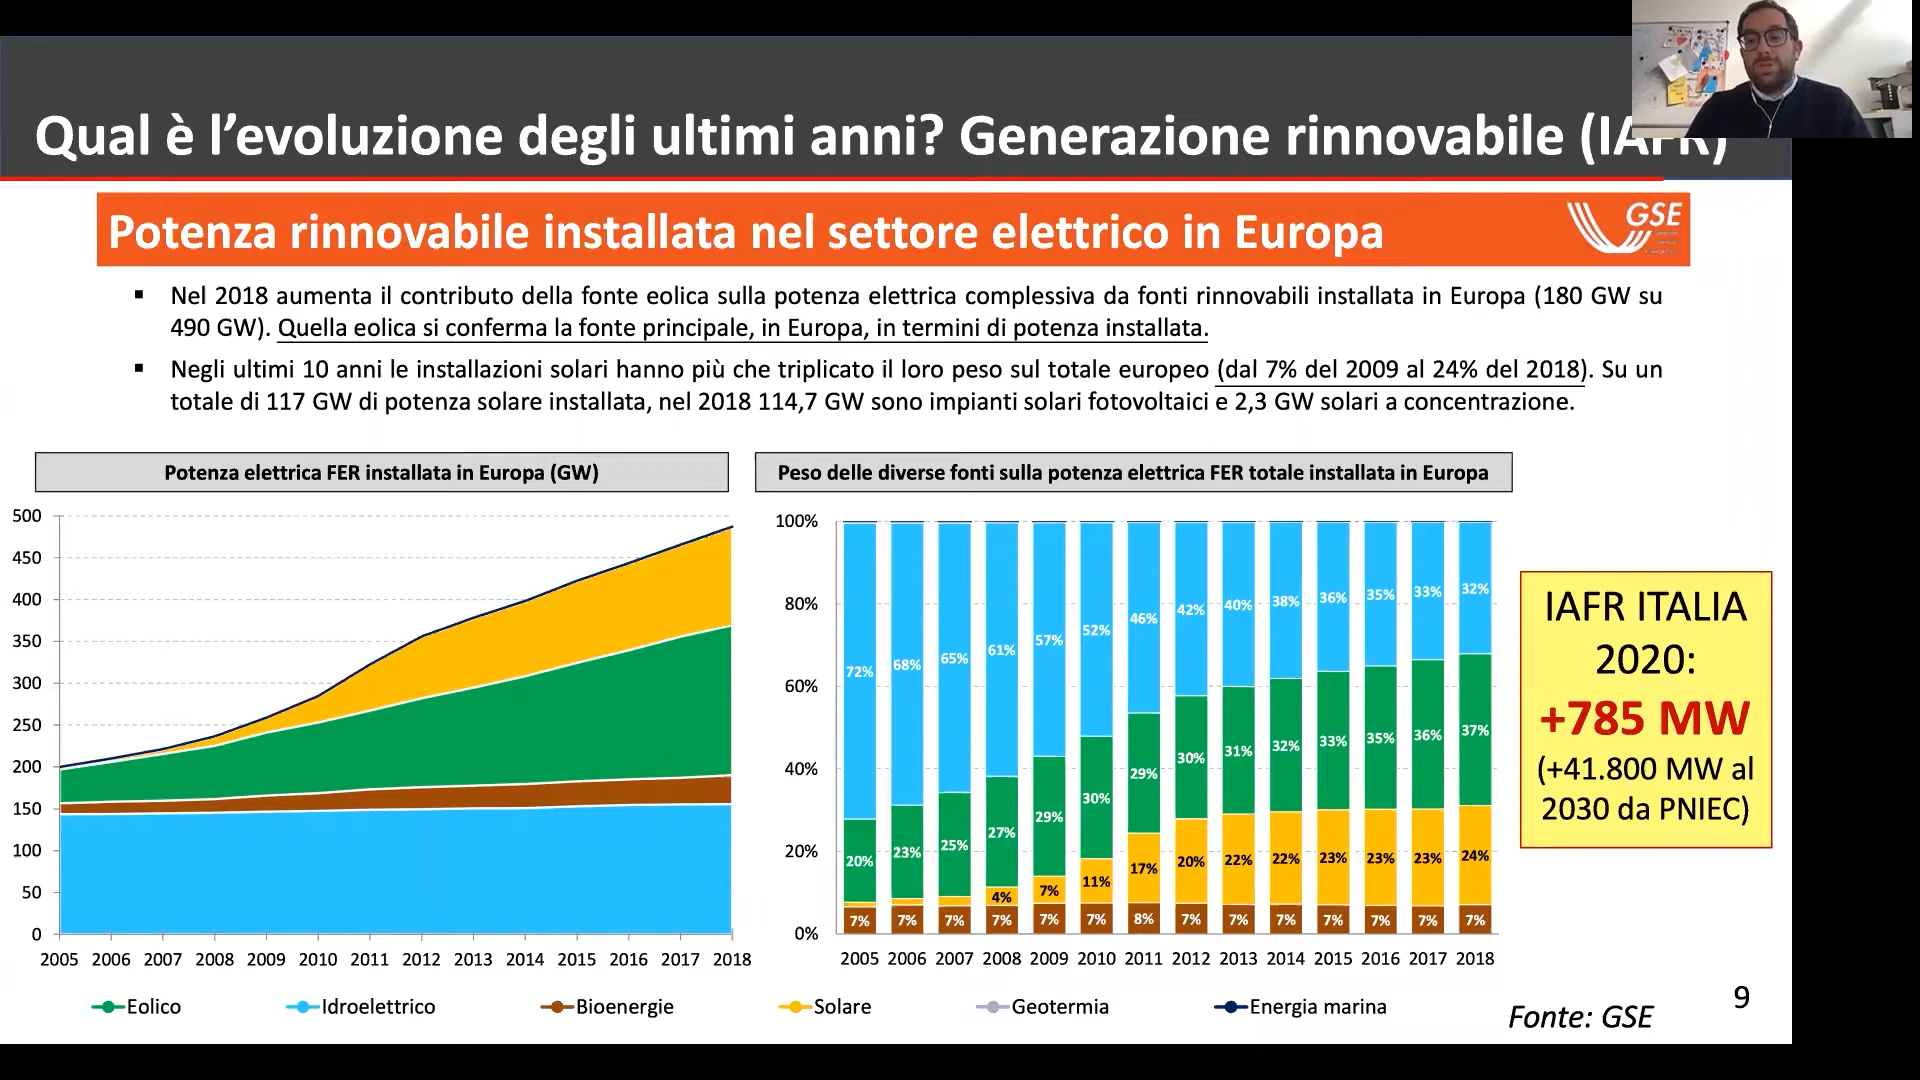 Qual è l'evoluzione degli ultimi anni? Generazione rinnovabile (IAFR)
Potenza rinnovabile installata nel settore elettrico in Europa
GSE
▪ Nel 2018 aumenta il contributo della fonte eolica sulla potenza elettrica complessiva da fonti rinnovabili installata in Europa (180 GW su
490 GW). Quella eolica si conferma la fonte principale, in Europa, in termini di potenza installata.
▪ Negli ultimi 10 anni le installazioni solari hanno più che triplicato il loro peso sul totale europeo (dal 7% del 2009 al 24% del 2018). Su un
totale di 117 GW di potenza solare installata, nel 2018 114,7 GW sono impianti solari fotovoltaici e 2,3 GW solari a concentrazione.
Potenza elettrica FER installata in Europa (GW)
500
450
400
350
300
250
200
150
100
50
0
2005 2006 2007 2008 2009 2010 2011 2012 2013 2014 2015 2016 2017 2018
Peso delle diverse fonti sulla potenza elettrica FER totale installata in Europa
100%
80%
60%
40%
20%
0%
72% 68% 65% 61% 57% 52% 46% 42% 40% 38% 36% 35% 33% 32%
20% 23% 25% 27% 29% 30% 29% 30% 31% 32% 33% 35% 36% 37%
4% 7% 11% 17% 20% 22% 22% 23% 23% 23% 24%
7% 7% 7% 7% 7% 7% 8% 7% 7% 7% 7% 7% 7% 7%
2005 2006 2007 2008 2009 2010 2011 2012 2013 2014 2015 2016 2017 2018
IAFR ITALIA
2020:
+785 MW
(+41.800 MW al
2030 da PNIEC)
Eolico Idroelettrico Bioenergie Solare Geotermia Energia marina
Fonte: GSE
9